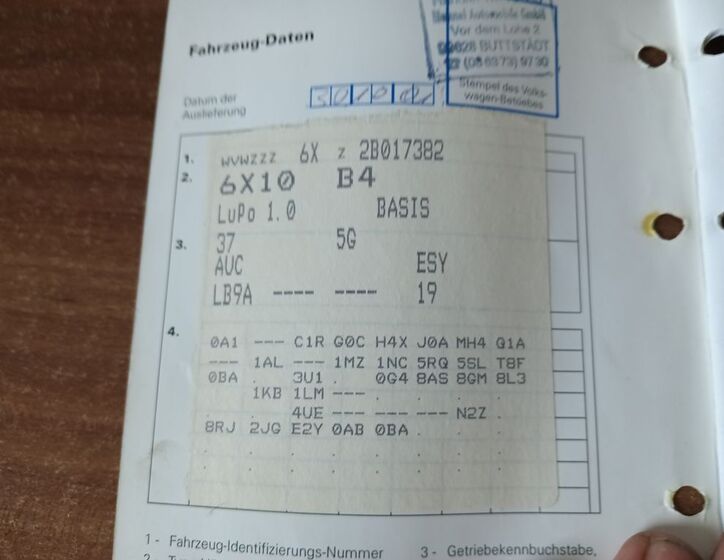 Automobile GmbH
Vor dem Lohe 2
BUTTSTÄDT
Fahrzeug-Daten
Stempel des Volks-
wagen-Betriebes
Datum der
Auslieferung
1. WVWZZZ 6X Z 2B017382
2. 6X10 B4
LuPo 1.0 BASIS
3. 37 5G
AUC ESY
LB9A ---- ---- 19
4.
0A1 --- C1R G0C H4X J0A MH4 Q1A
--- 1AL --- 1MZ 1NC 5RQ 5SL T8F
0BA . 3U1 . 0G4 8AS 8GM 8L3
1KB 1LM --- . . . .
. . 4UE --- --- --- N2Z .
8RJ 2JG E2Y 0AB 0BA . . .
1 - Fahrzeug-Identifizierungs-Nummer
3 - Getriebekennbuchstabe,